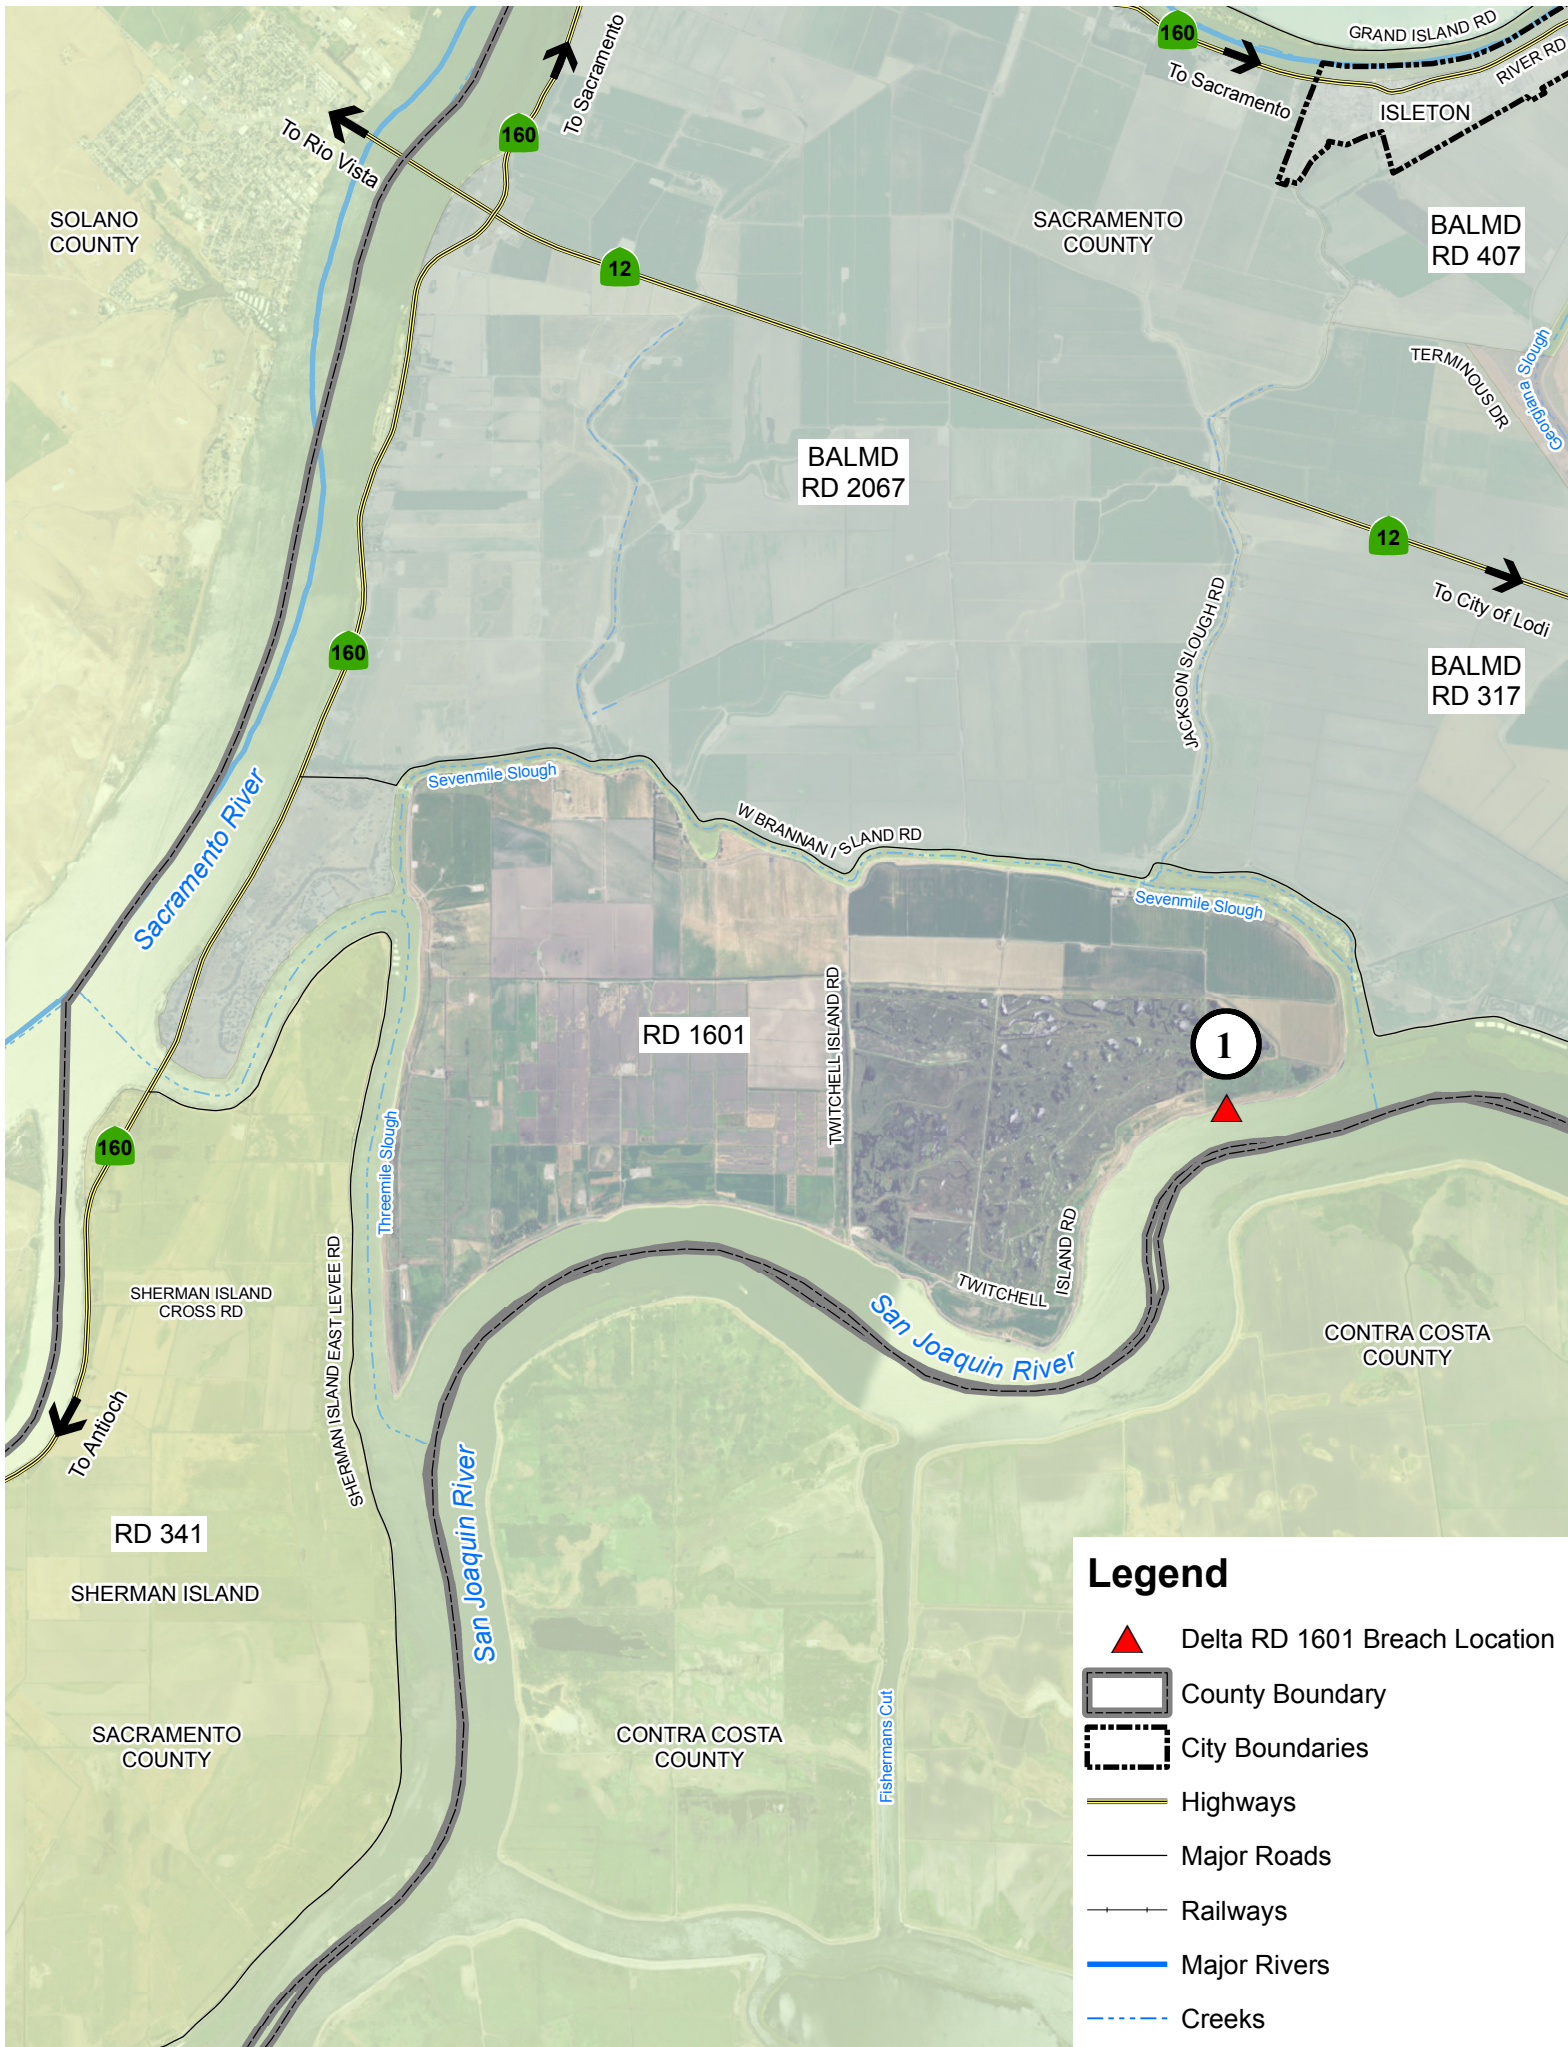 160
GRAND ISLAND RD
To Sacramento
RIVER RD
ISLETON
To Sacramento
160
To Rio Vista
SOLANO
COUNTY
SACRAMENTO
COUNTY
BALMD
RD 407
12
TERMINOUS DR
Georgiana Slough
BALMD
RD 2067
12
To City of Lodi
JACKSON SLOUGH RD
160
BALMD
RD 317
Sevenmile Slough
W BRANNAN ISLAND RD
Sacramento River
Sevenmile Slough
TWITCHELL ISLAND RD
RD 1601
1
160
Threemile Slough
SHERMAN ISLAND
CROSS RD
SHERMAN ISLAND EAST LEVEE RD
TWITCHELL
ISLAND RD
San Joaquin River
CONTRA COSTA
COUNTY
To Antioch
San Joaquin River
RD 341
SHERMAN ISLAND
SACRAMENTO
COUNTY
CONTRA COSTA
COUNTY
Fishermans Cut
Legend
Delta RD 1601 Breach Location
County Boundary
City Boundaries
Highways
Major Roads
Railways
Major Rivers
Creeks